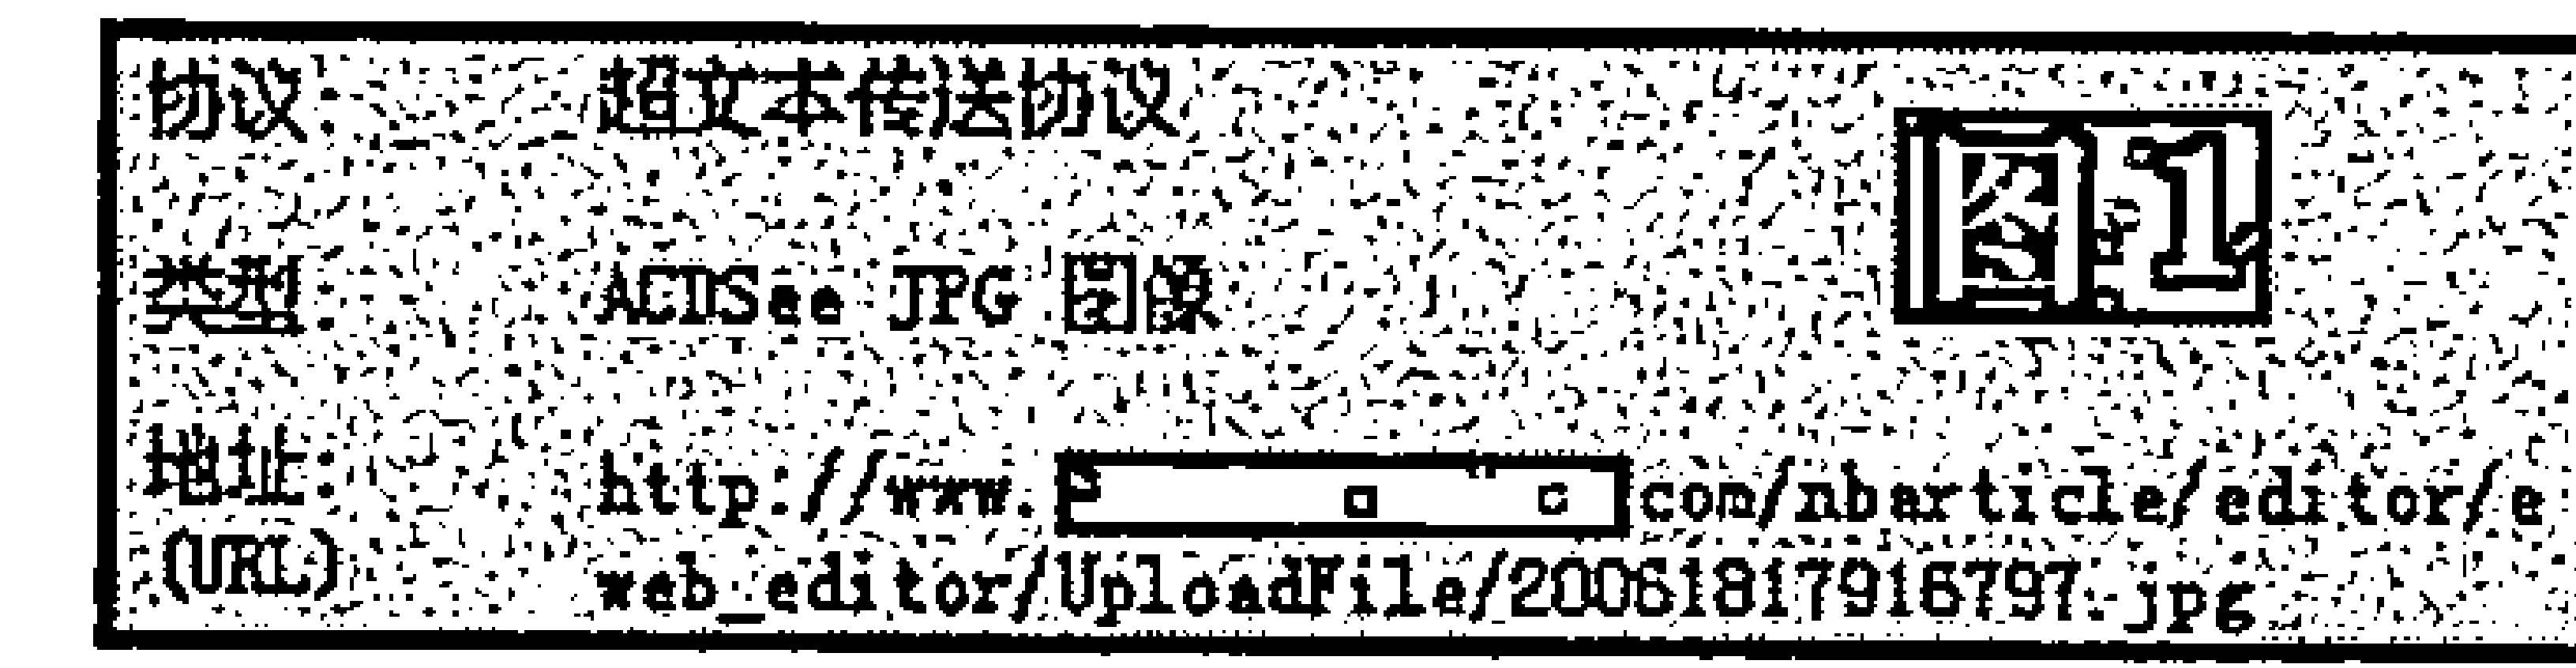 协议: 超文本传送协议
图1
类型: ACDSee JPG 图像
地址: http://www. com/nbarticle/editor/e
(URL) web_editor/UploadFile/20061817916797.jpg